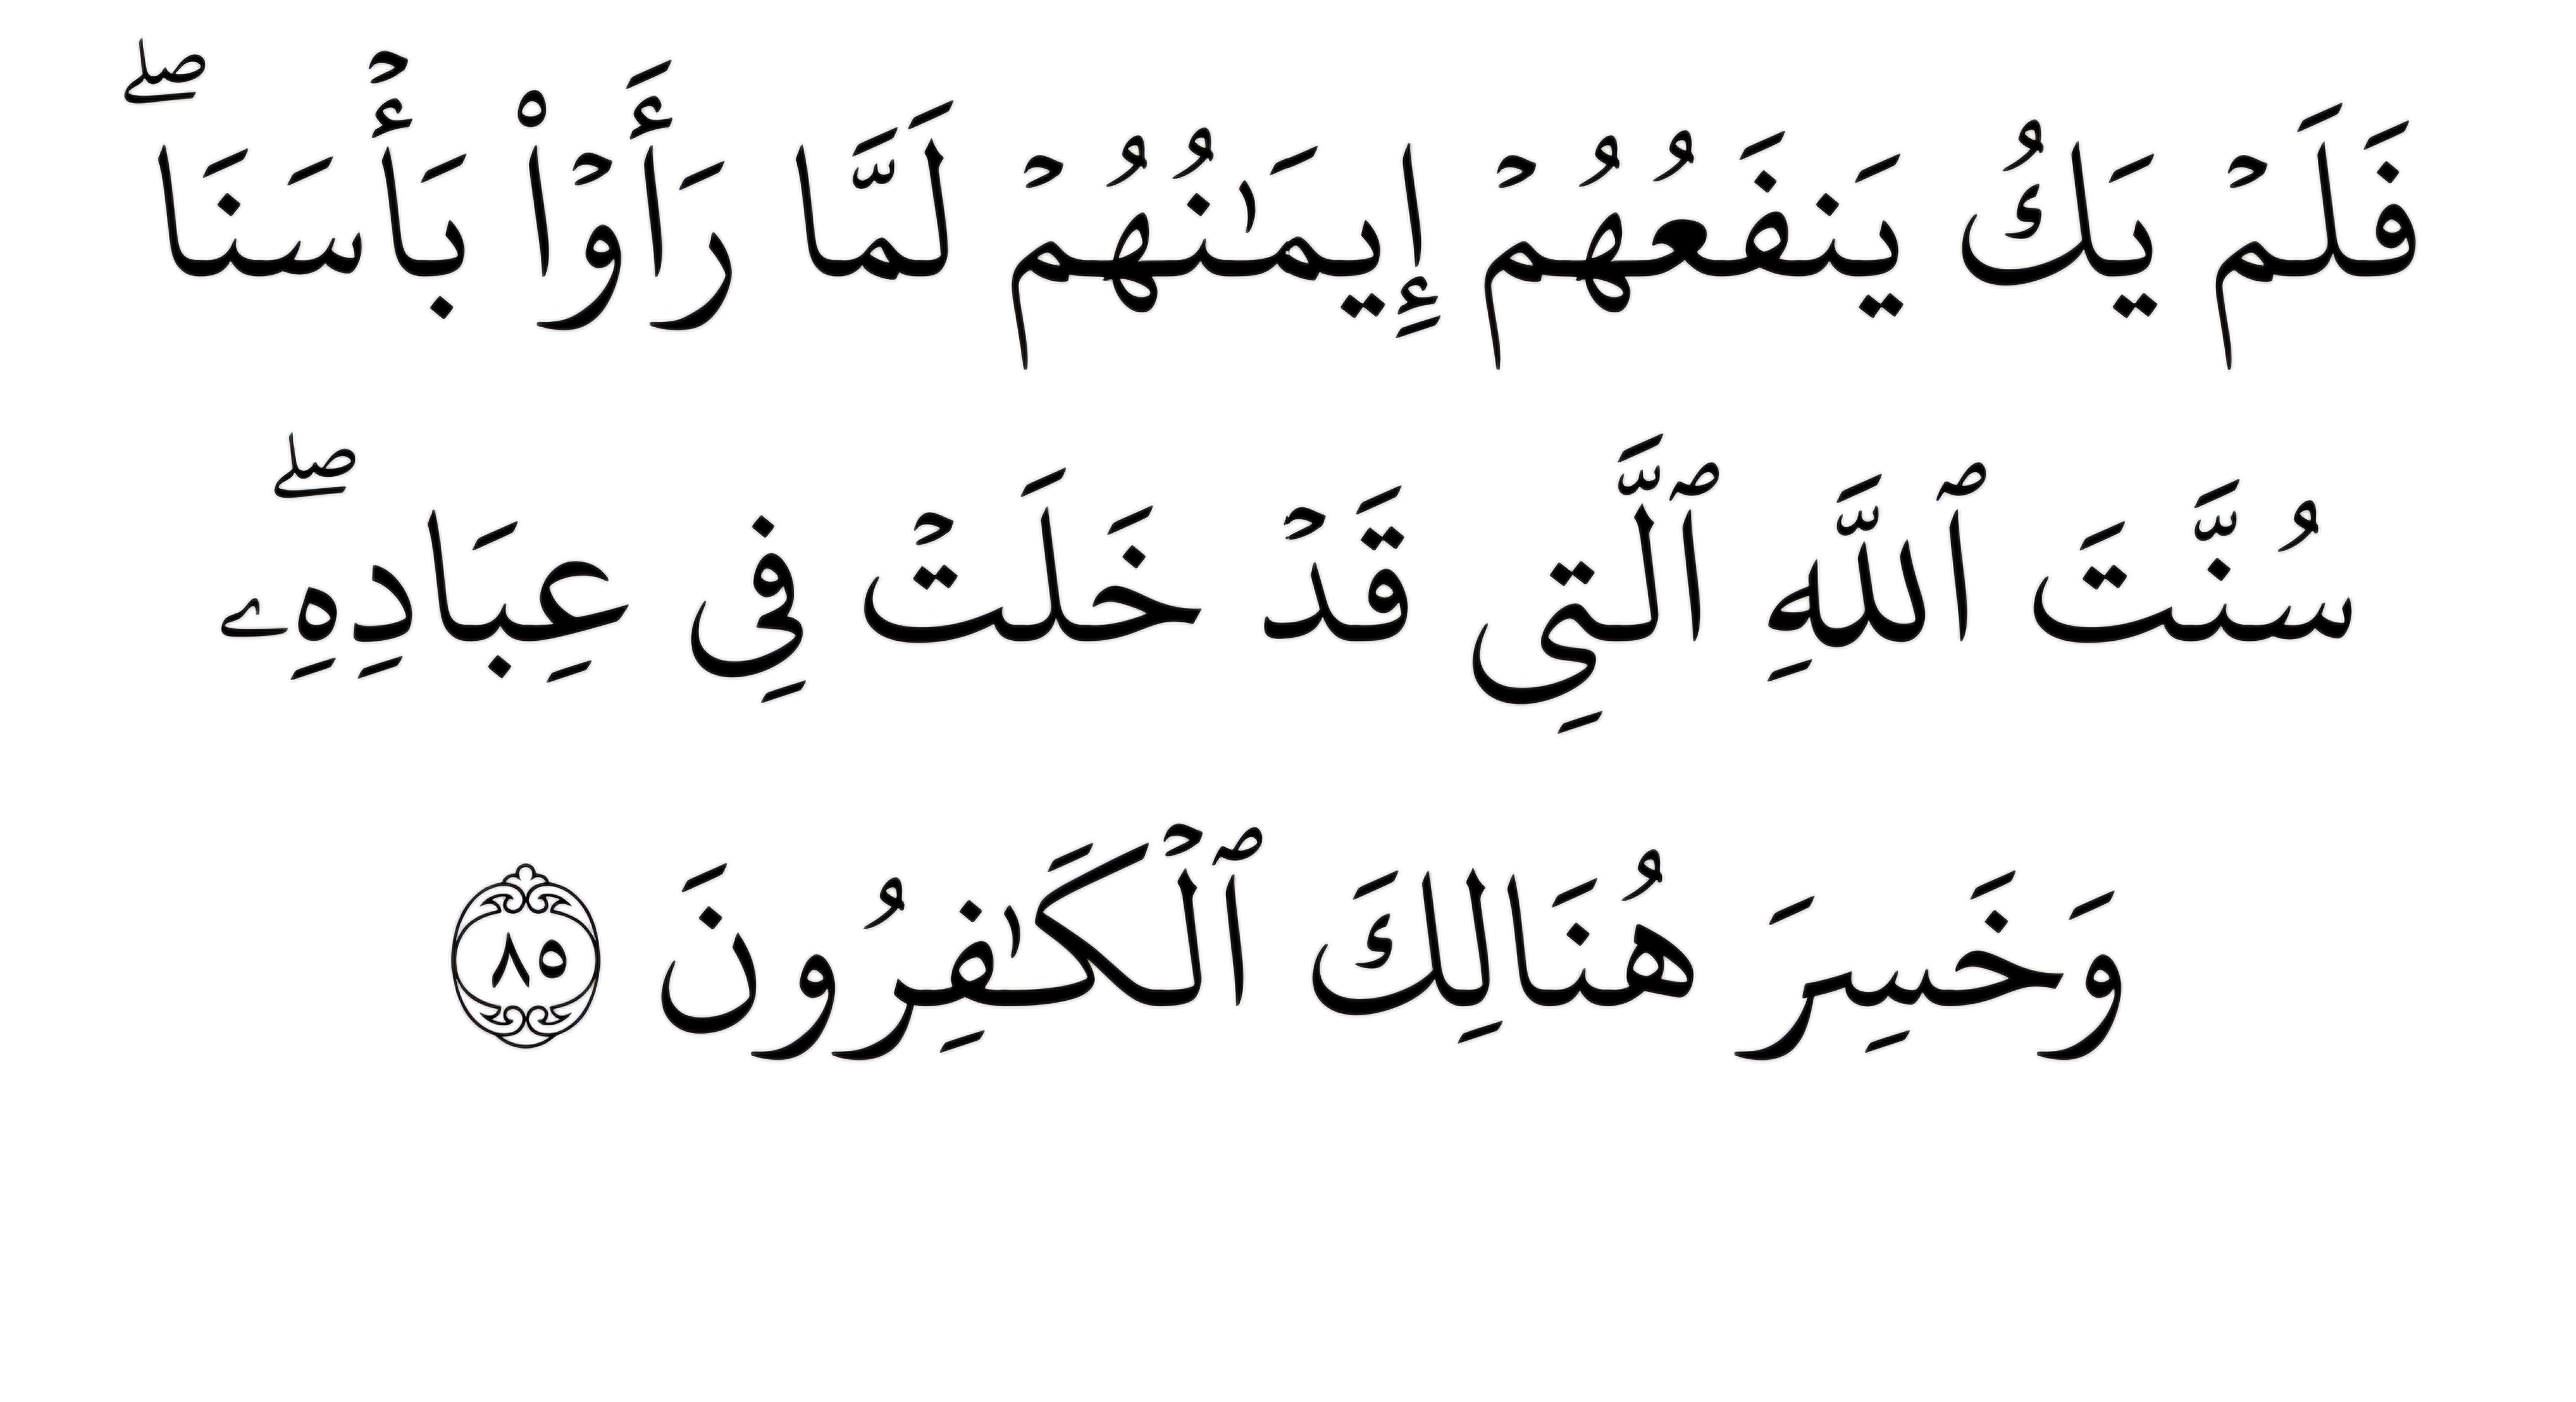 فَلَمْ يَكُ يَنفَعُهُمْ إِيمَـٰنُهُمْ لَمَّا رَأَوْا۟ بَأْسَنَا ۖ
سُنَّتَ ٱللَّهِ ٱلَّتِى قَدْ خَلَتْ فِى عِبَادِهِۦ ۖ
وَخَسِرَ هُنَالِكَ ٱلْكَـٰفِرُونَ ٨٥